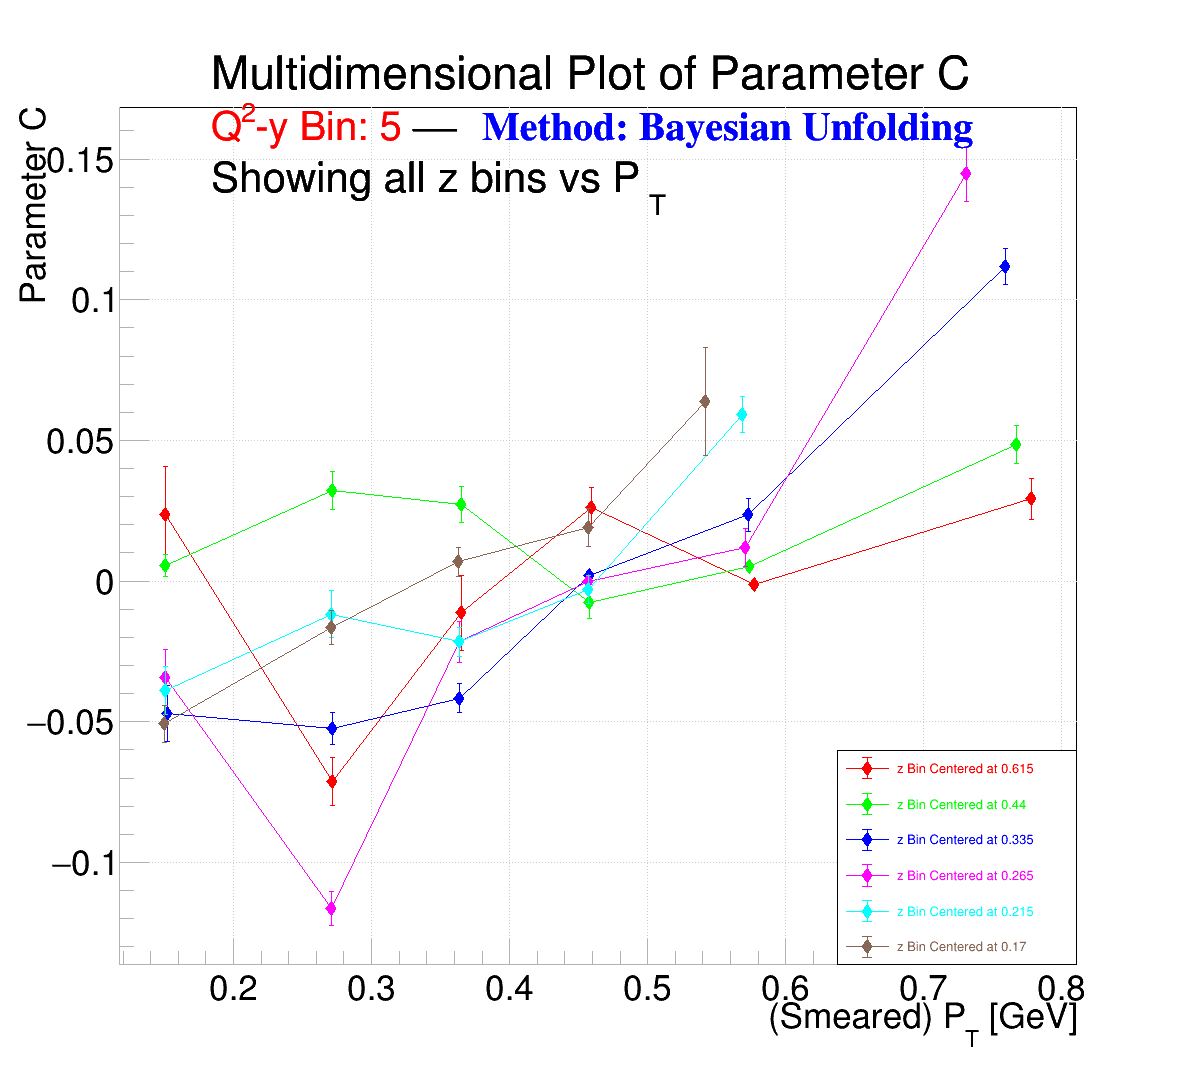 Multidimensional Plot of Parameter C
Q²-y Bin: 5 — Method: Bayesian Unfolding
Showing all z bins vs P_T
Parameter C
0.15
0.1
0.05
0
−0.05
−0.1
z Bin Centered at 0.615
z Bin Centered at 0.44
z Bin Centered at 0.335
z Bin Centered at 0.265
z Bin Centered at 0.215
z Bin Centered at 0.17
0.2 0.3 0.4 0.5 0.6 0.7 0.8
(Smeared) P_T [GeV]